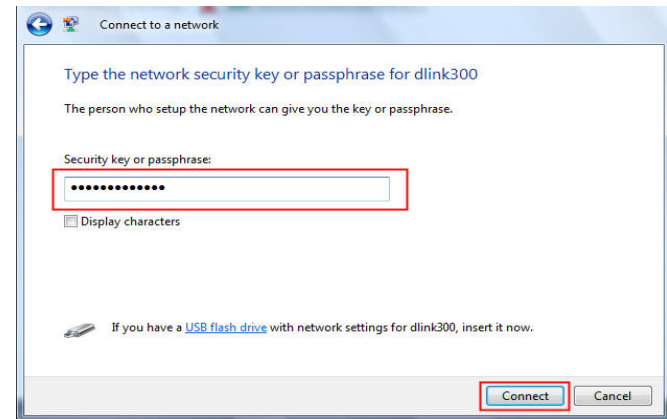 Connect to a network
Type the network security key or passphrase for dlink300
The person who setup the network can give you the key or passphrase.
Security key or passphrase:
•••••••••••••
Display characters
If you have a USB flash drive with network settings for dlink300, insert it now.
Connect Cancel